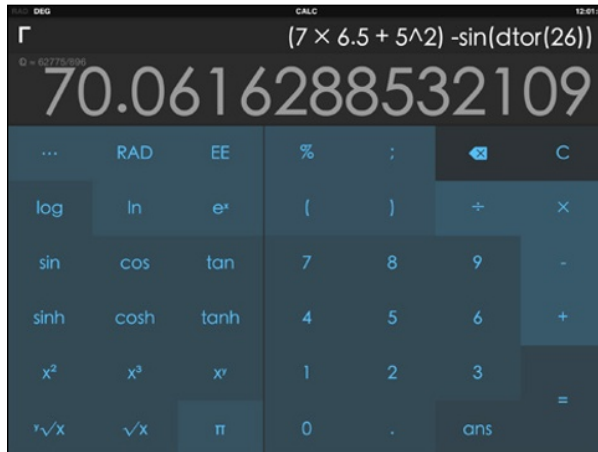 RAD DEG CALC 12:01
(7 × 6.5 + 5^2) -sin(dtor(26))
Q = 62775/896
70.0616288532109
... RAD EE % ; C
log ln eˣ ( ) ÷ ×
sin cos tan 7 8 9 -
sinh cosh tanh 4 5 6 +
x² x³ xʸ 1 2 3
ʸ√x √x π 0 . ans =